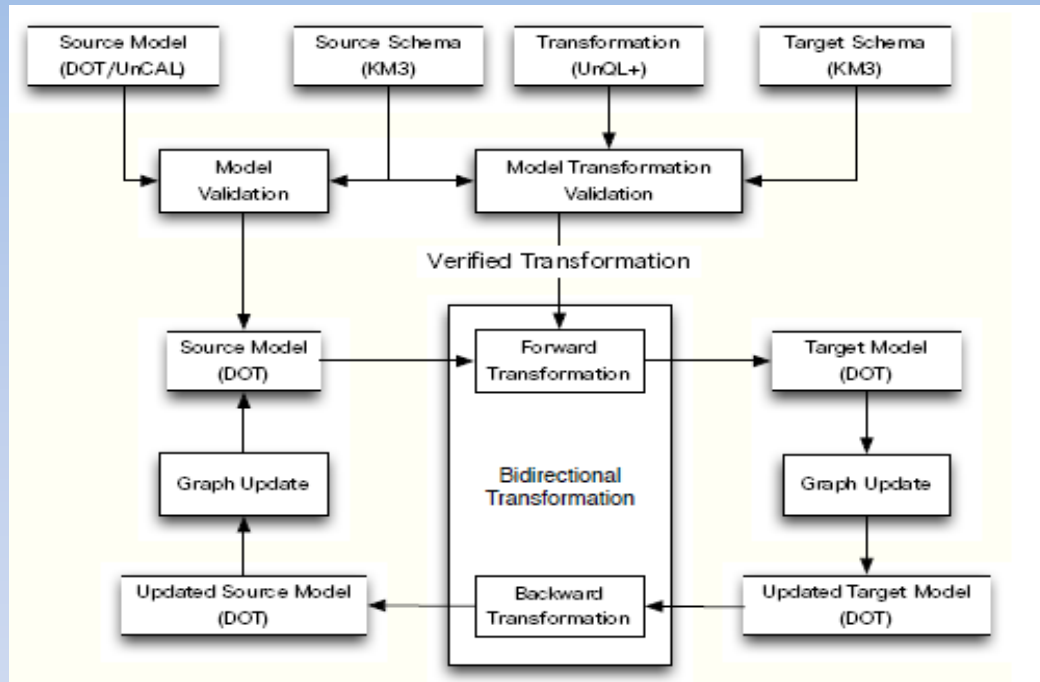 Source Model
(DOT/UnCAL)
Source Schema
(KM3)
Transformation
(UnQL+)
Target Schema
(KM3)
Model
Validation
Model Transformation
Validation
Verified Transformation
Source Model
(DOT)
Forward
Transformation
Target Model
(DOT)
Graph Update
Bidirectional
Transformation
Graph Update
Updated Source Model
(DOT)
Backward
Transformation
Updated Target Model
(DOT)